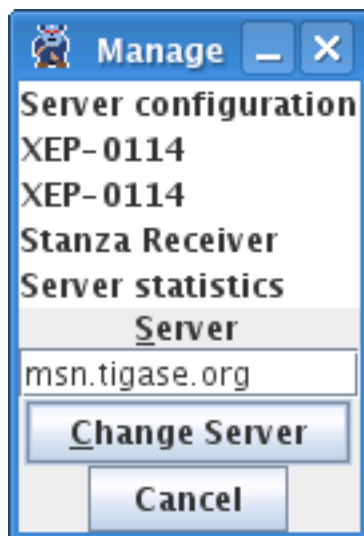 Manage
Server configuration
XEP-0114
XEP-0114
Stanza Receiver
Server statistics
Server
msn.tigase.org
Change Server
Cancel